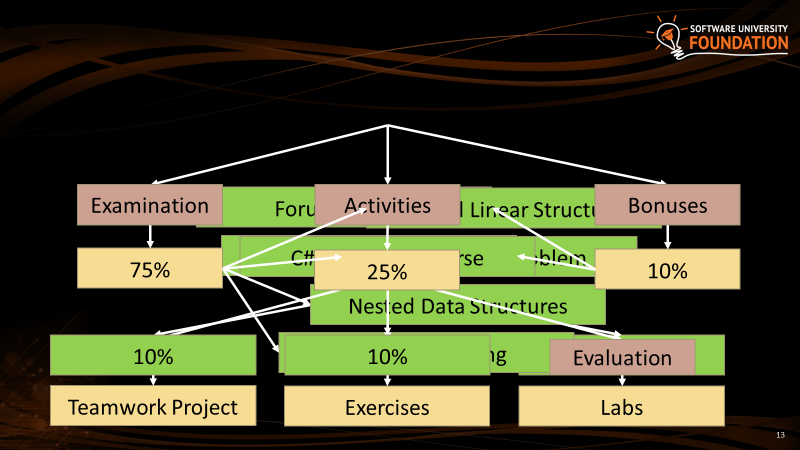 SOFTWARE UNIVERSITY
FOUNDATION
Examination
Activities
Linear
Bonuses
75%
C#
25%
10%
Nested Data Structures
10%
10%
Evaluation
Teamwork Project
Exercises
Labs
13